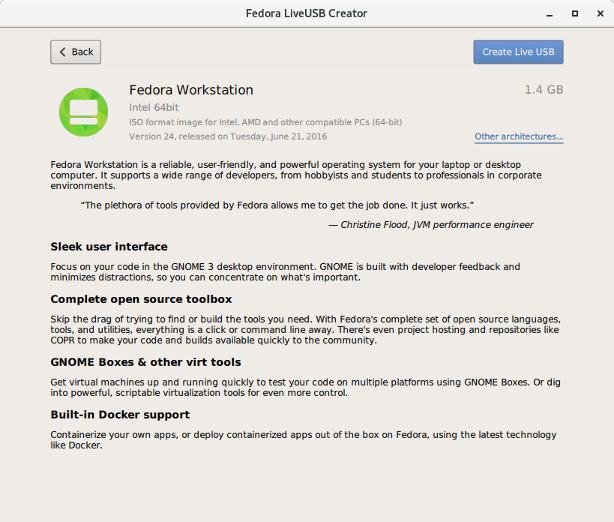 Fedora LiveUSB Creator
Back
Create Live USB
Fedora Workstation
1.4 GB
Intel 64bit
ISO format image for Intel, AMD and other compatible PCs (64-bit)
Version 24, released on Tuesday, June 21, 2016
Other architectures...
Fedora Workstation is a reliable, user-friendly, and powerful operating system for your laptop or desktop
computer. It supports a wide range of developers, from hobbyists and students to professionals in corporate
environments.
“The plethora of tools provided by Fedora allows me to get the job done. It just works.”
— Christine Flood, JVM performance engineer
Sleek user interface
Focus on your code in the GNOME 3 desktop environment. GNOME is built with developer feedback and
minimizes distractions, so you can concentrate on what's important.
Complete open source toolbox
Skip the drag of trying to find or build the tools you need. With Fedora's complete set of open source languages,
tools, and utilities, everything is a click or command line away. There's even project hosting and repositories like
COPR to make your code and builds available quickly to the community.
GNOME Boxes & other virt tools
Get virtual machines up and running quickly to test your code on multiple platforms using GNOME Boxes. Or dig
into powerful, scriptable virtualization tools for even more control.
Built-in Docker support
Containerize your own apps, or deploy containerized apps out of the box on Fedora, using the latest technology
like Docker.